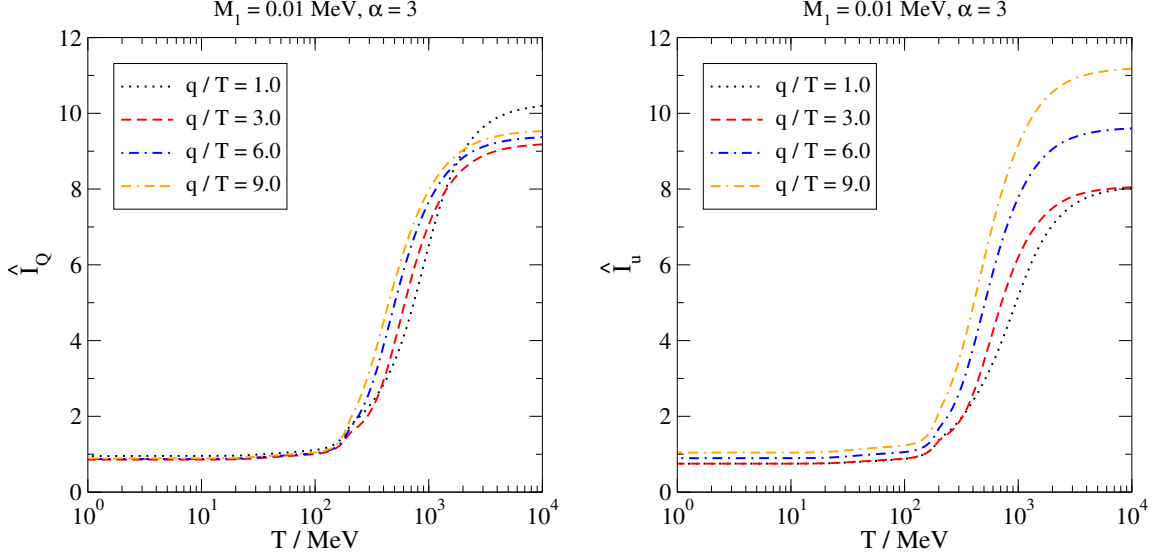 M_1 = 0.01 MeV, α = 3
12
10
8
6
4
2
0
Î_Q
q / T = 1.0
q / T = 3.0
q / T = 6.0
q / T = 9.0
10^0
10^1
10^2
10^3
10^4
T / MeV
M_1 = 0.01 MeV, α = 3
12
10
8
6
4
2
0
Î_u
q / T = 1.0
q / T = 3.0
q / T = 6.0
q / T = 9.0
10^0
10^1
10^2
10^3
10^4
T / MeV